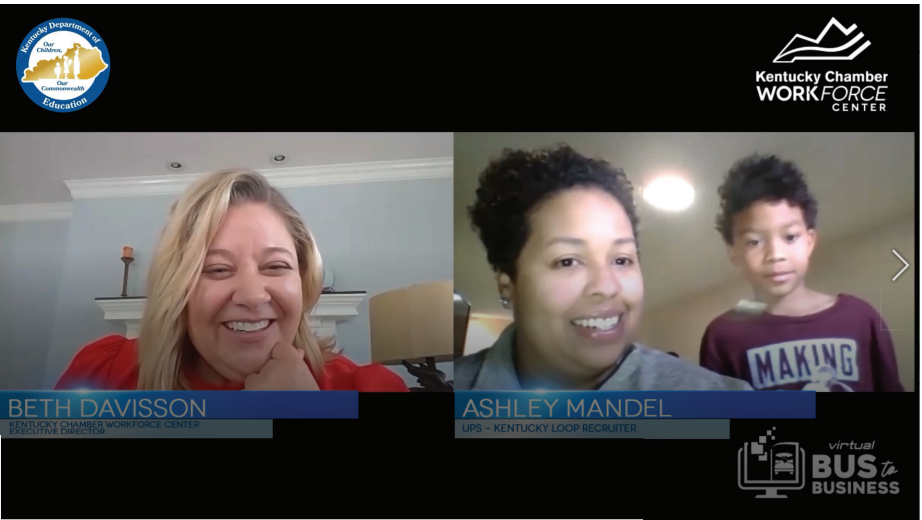 Kentucky Department of
Our
Children,
Our
Commonwealth
Education
Kentucky Chamber
WORKFORCE
CENTER
MAKING
BETH DAVISSON
KENTUCKY CHAMBER WORKFORCE CENTER
EXECUTIVE DIRECTOR
ASHLEY MANDEL
UPS – KENTUCKY LOOP RECRUITER
virtual
BUS to
BUSINESS